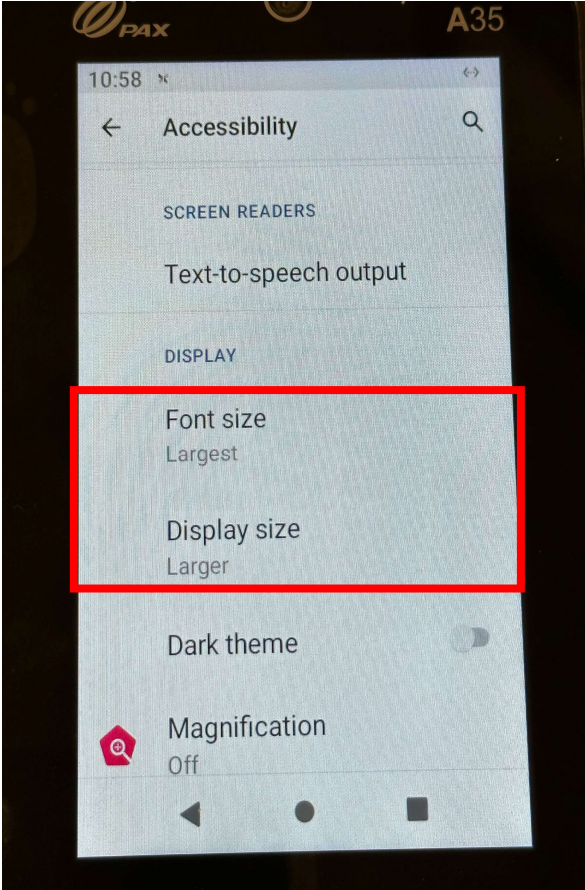 PAX
A35
10:58
Accessibility
SCREEN READERS
Text-to-speech output
DISPLAY
Font size
Largest
Display size
Larger
Dark theme
Magnification
Off